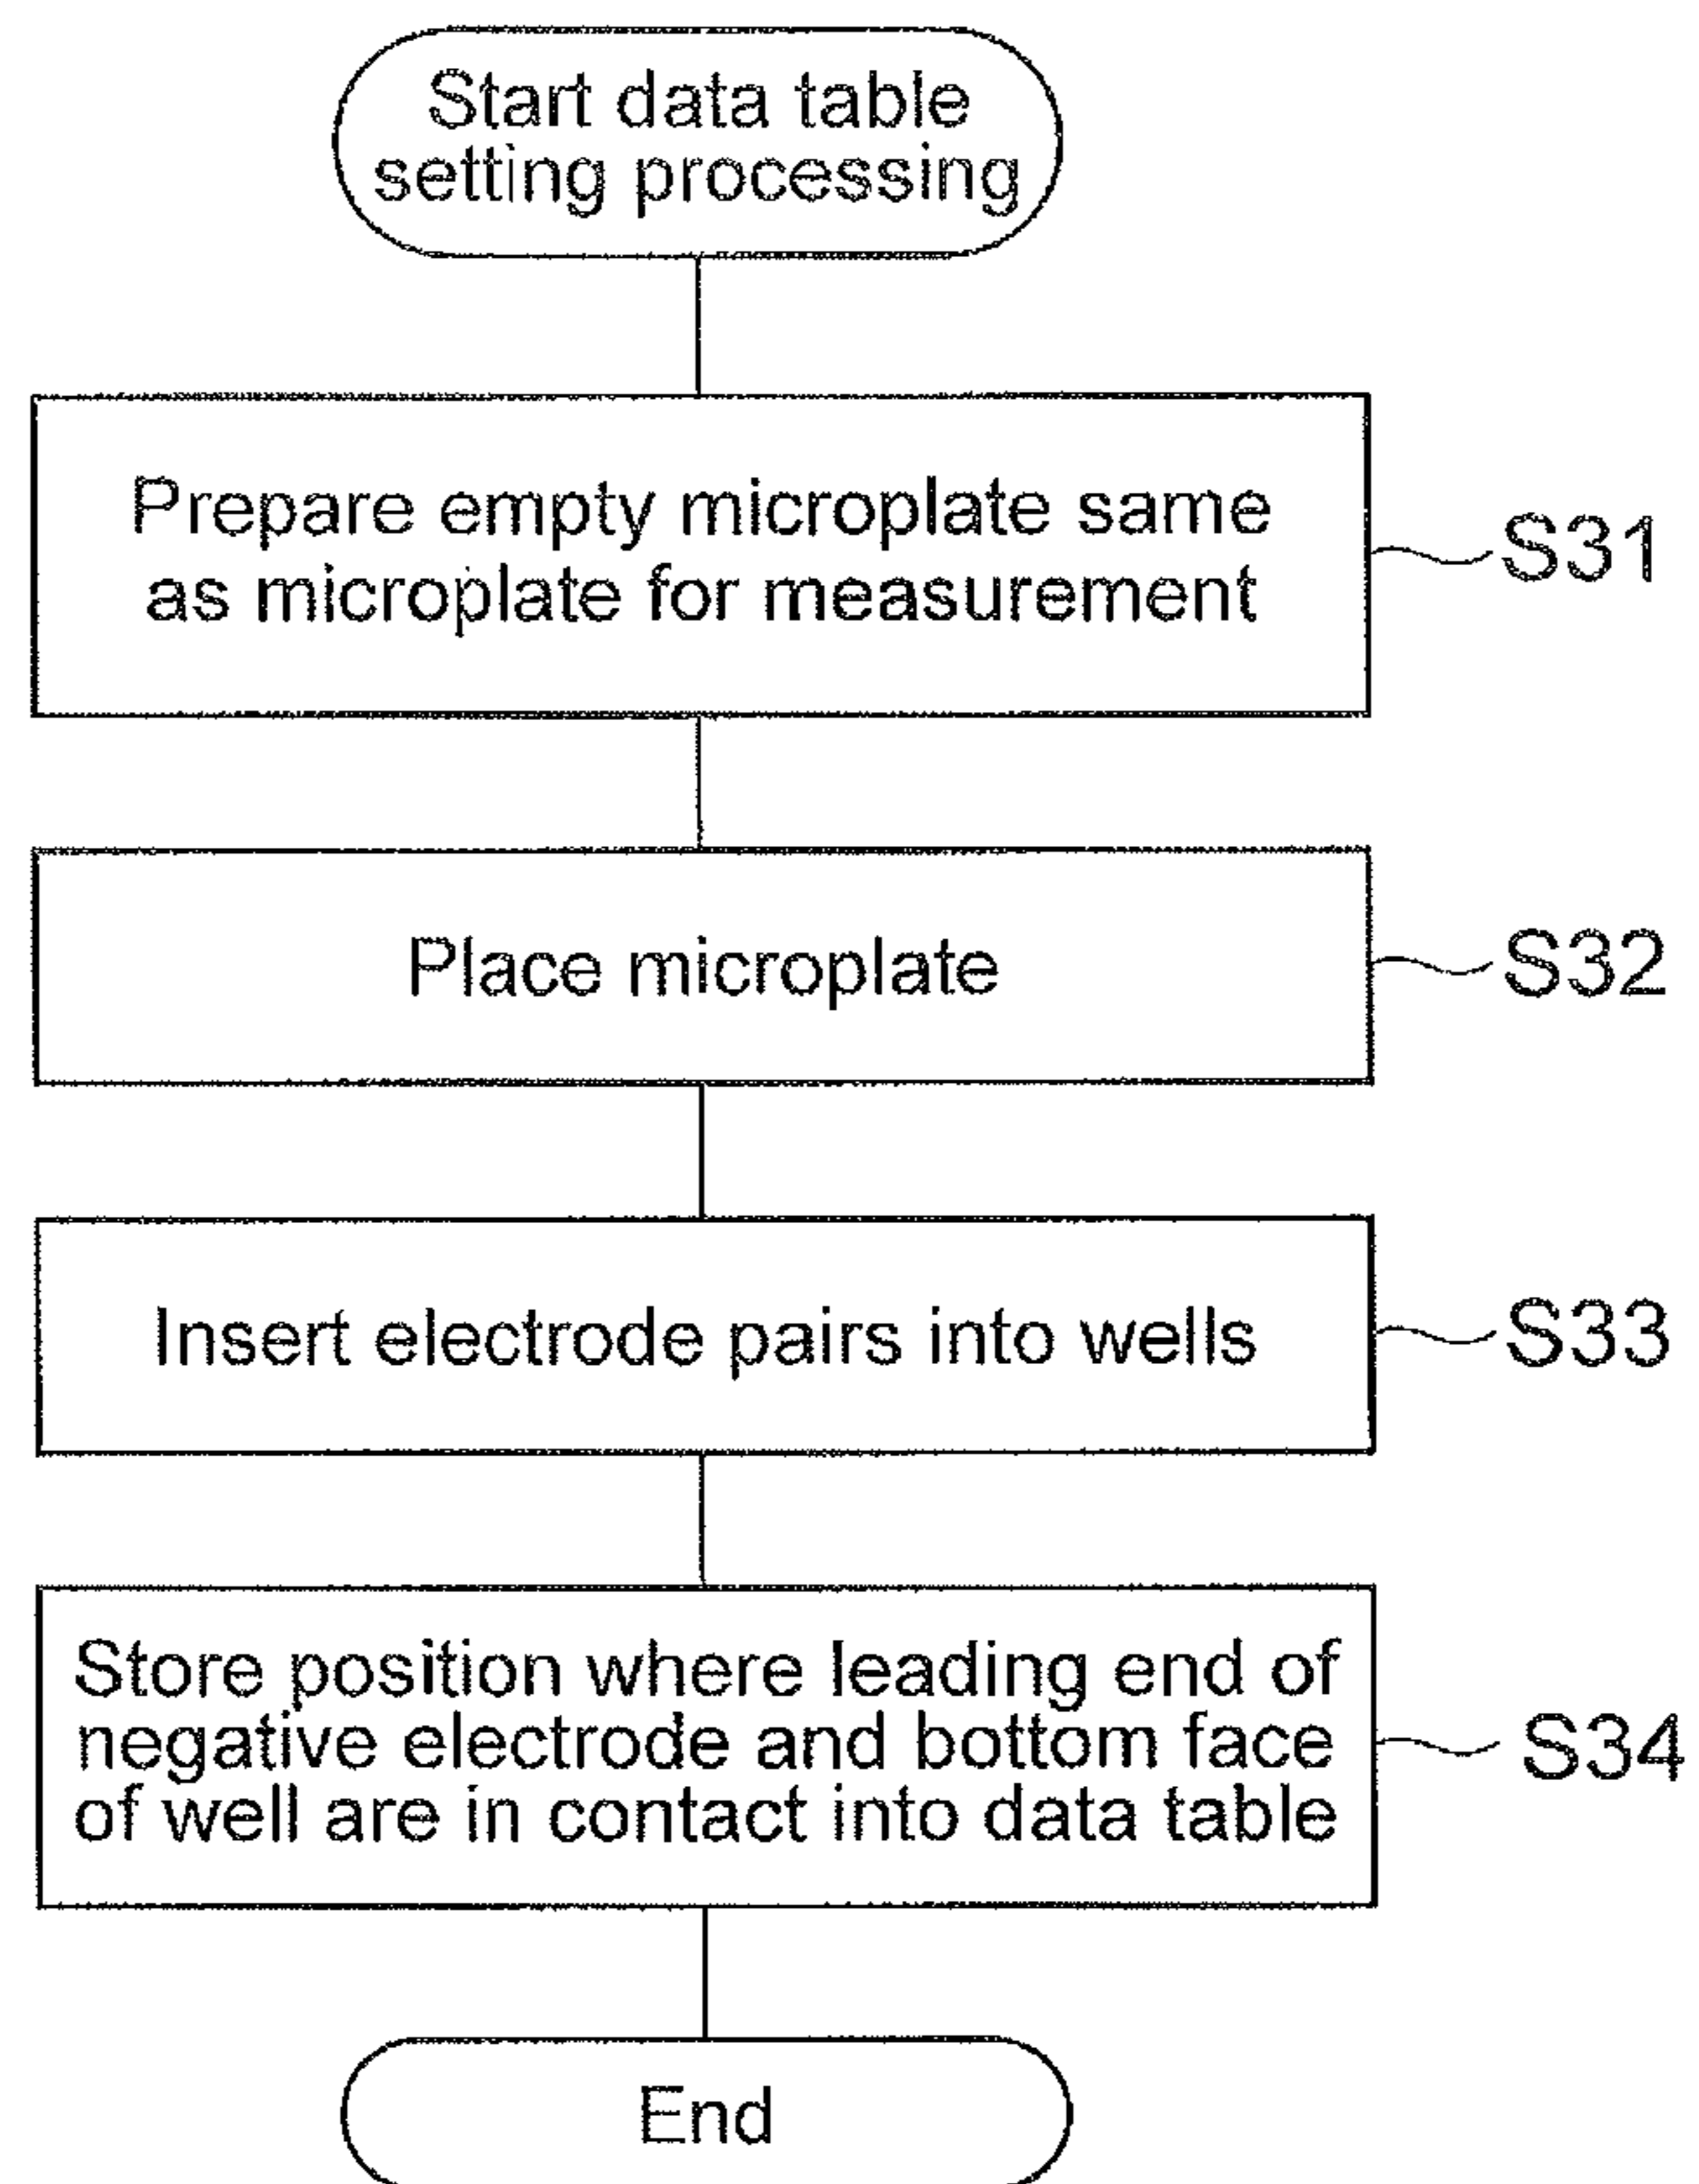 Start data table
setting processing
Prepare empty microplate same
as microplate for measurement
S31
Place microplate
S32
Insert electrode pairs into wells
S33
Store position where leading end of
negative electrode and bottom face
of well are in contact into data table
S34
End